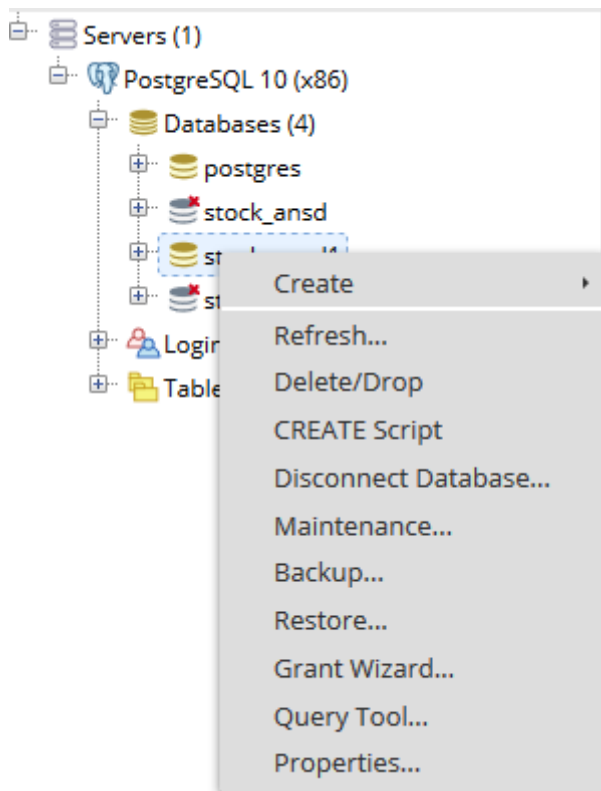 Servers (1)
PostgreSQL 10 (x86)
Databases (4)
postgres
stock_ansd
Create
Refresh...
Delete/Drop
CREATE Script
Disconnect Database...
Maintenance...
Backup...
Restore...
Grant Wizard...
Query Tool...
Properties...